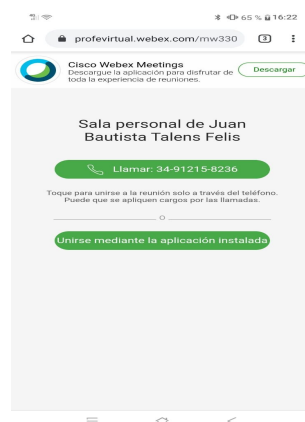 65 % 16:22
profevirtual.webex.com/mw330 3
Cisco Webex Meetings
Descargue la aplicación para disfrutar de
toda la experiencia de reuniones.
Descargar
Sala personal de Juan
Bautista Talens Felis
Llamar: 34-91215-8236
Toque para unirse a la reunión solo a través del teléfono.
Puede que se apliquen cargos por las llamadas.
O
Unirse mediante la aplicación instalada